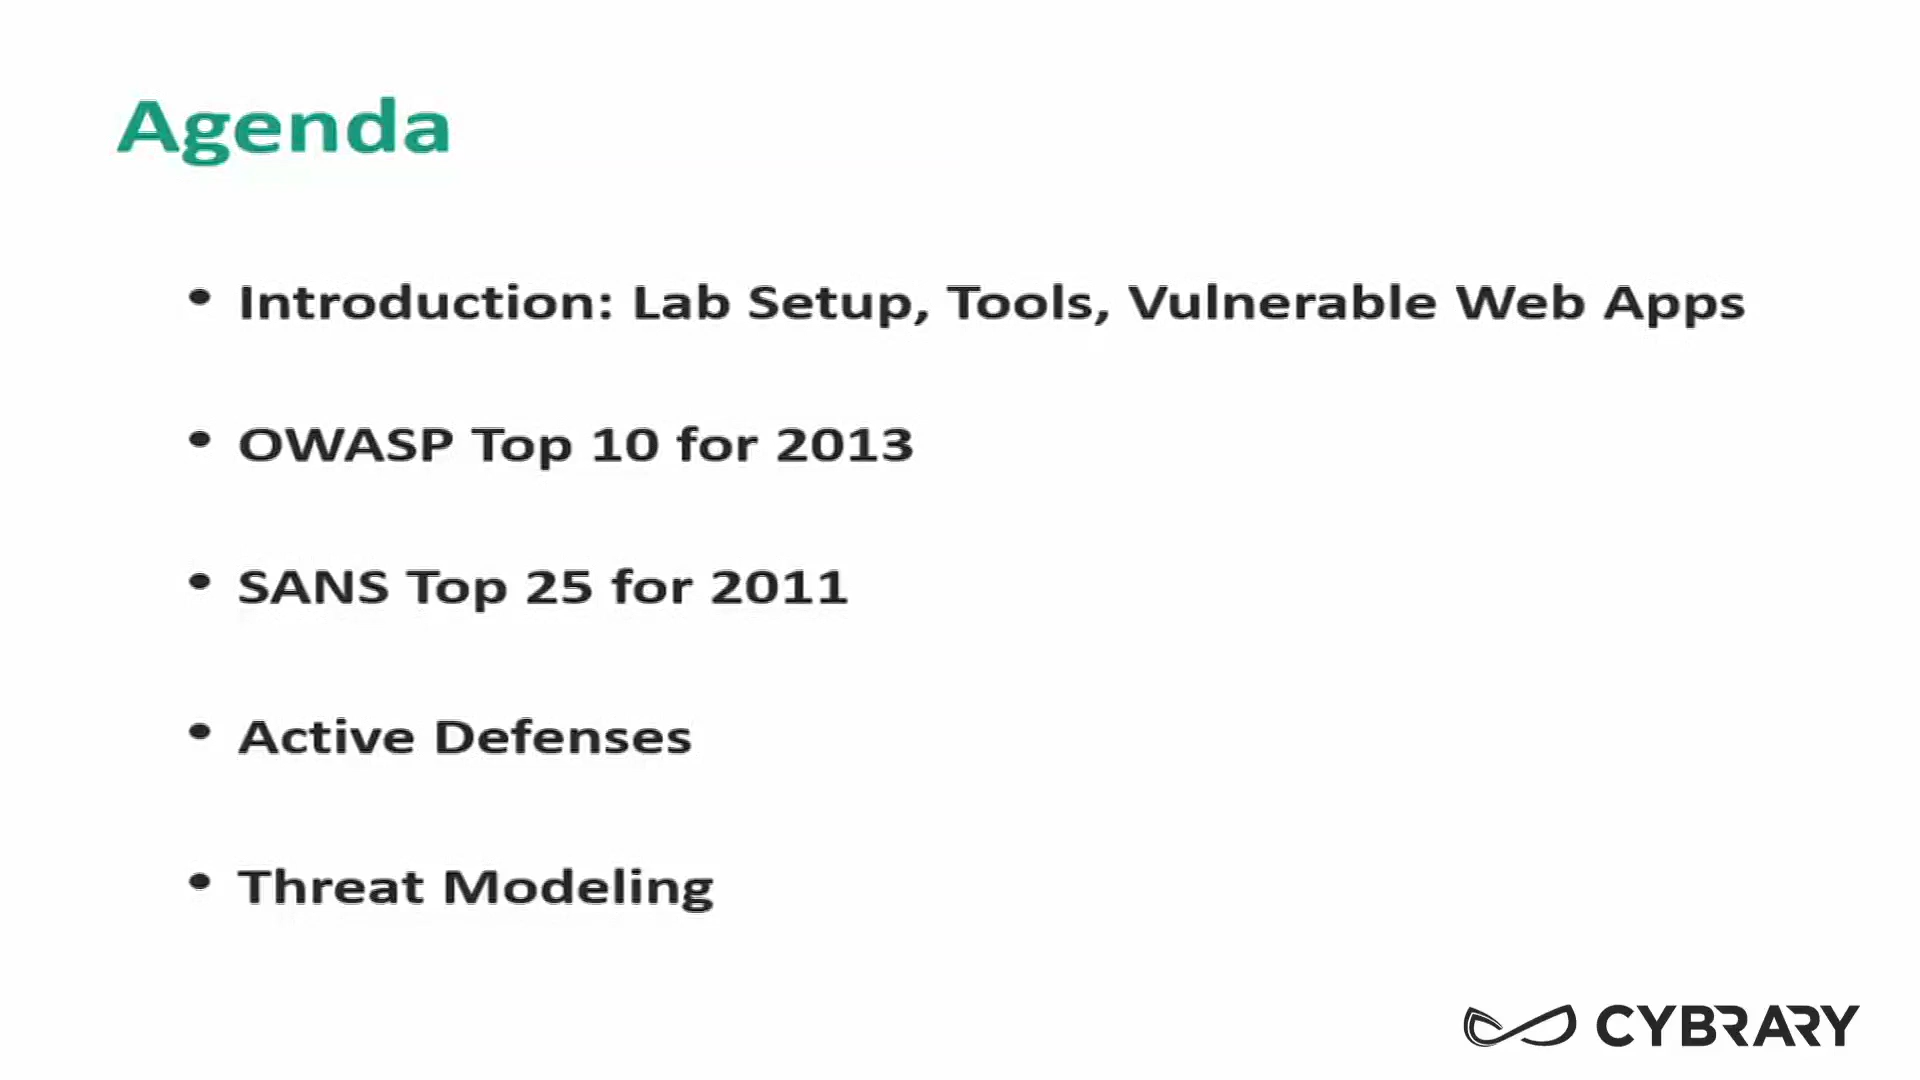 Agenda
• Introduction: Lab Setup, Tools, Vulnerable Web Apps
• OWASP Top 10 for 2013
• SANS Top 25 for 2011
• Active Defenses
• Threat Modeling
CYBRARY